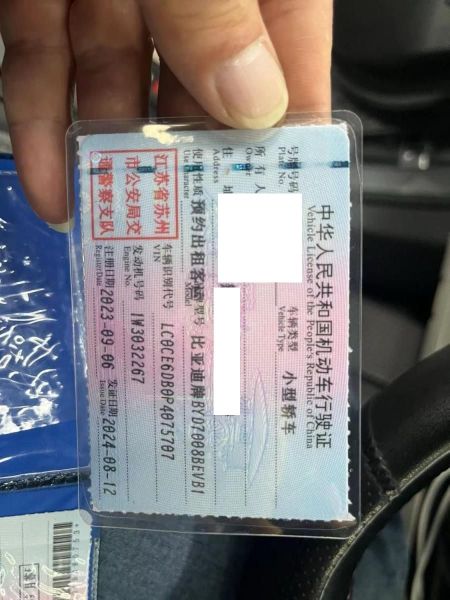 中华人民共和国机动车行驶证
Vehicle License of the People's Republic of China
号牌号码
Plate No.
车辆类型 小型轿车
Vehicle Type
所有人
Owner
住址
Address
使用性质 预约出租客
Use Character
型号 比亚迪牌BYD7008BEVB1
Model
江苏省苏州
市公安局交
通警察支队
车辆识别代号 LC0CE6DB0P4075707
VIN
发动机号码 1W3032267
Engine No.
注册日期 2023-09-06 发证日期 2024-08-12
Register Date Issue Date